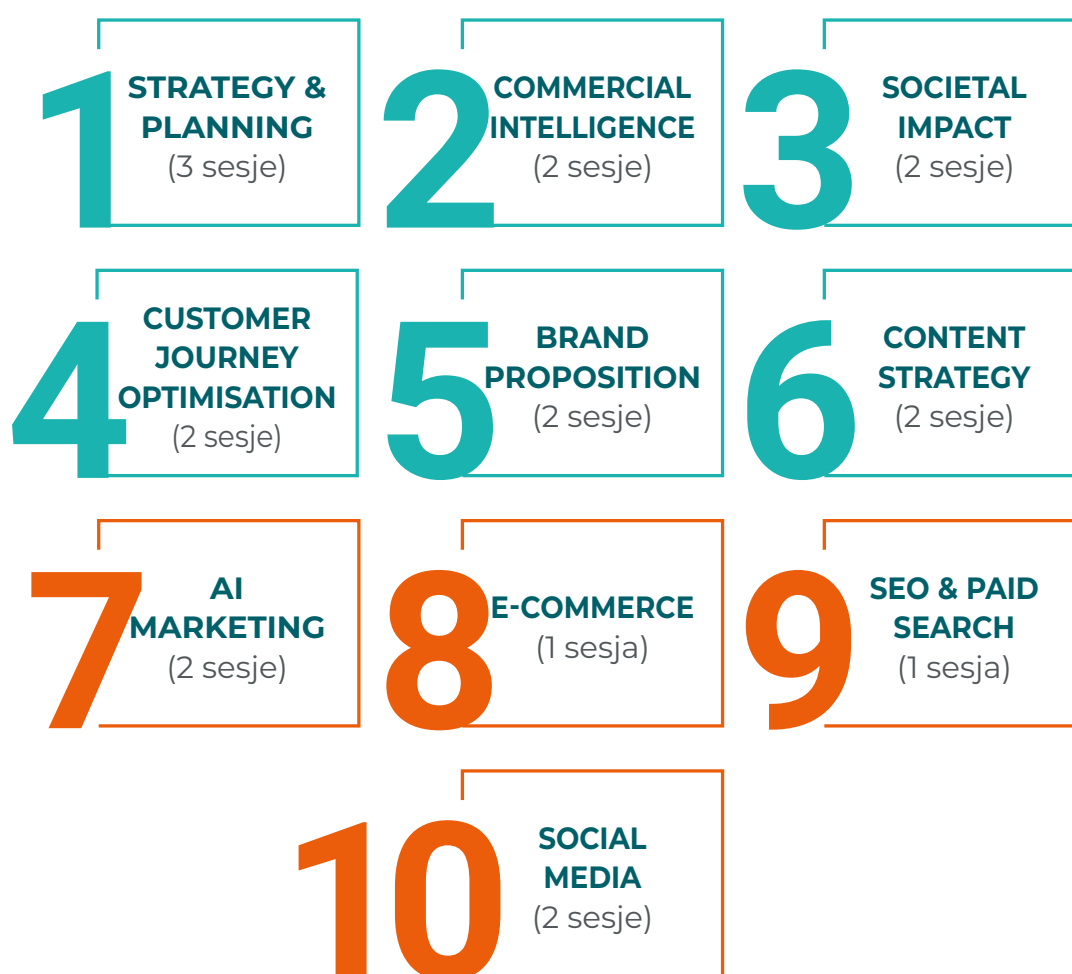 1
STRATEGY &
PLANNING
(3 sesje)
2
COMMERCIAL
INTELLIGENCE
(2 sesje)
3
SOCIETAL
IMPACT
(2 sesje)
4
CUSTOMER
JOURNEY
OPTIMISATION
(2 sesje)
5
BRAND
PROPOSITION
(2 sesje)
6
CONTENT
STRATEGY
(2 sesje)
7
AI
MARKETING
(2 sesje)
8
E-COMMERCE
(1 sesja)
9
SEO & PAID
SEARCH
(1 sesja)
10
SOCIAL
MEDIA
(2 sesje)